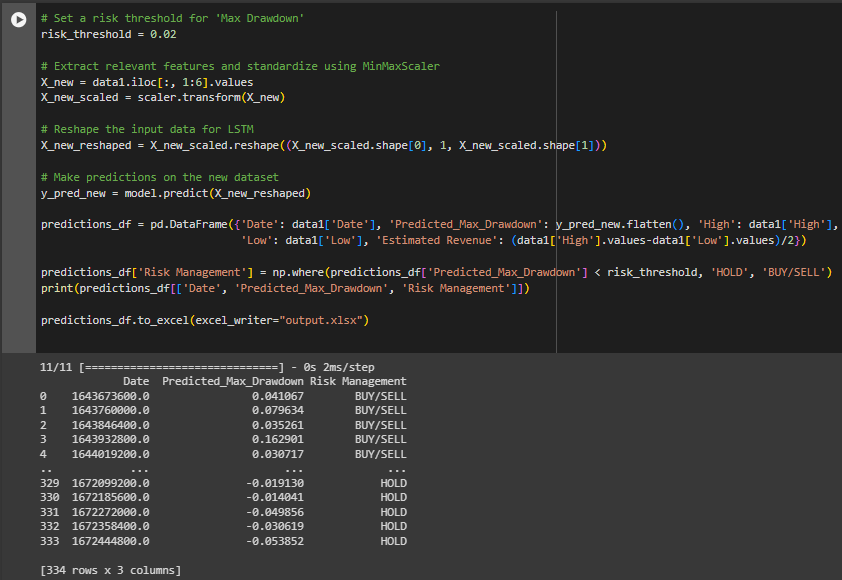 # Set a risk threshold for 'Max Drawdown'
risk_threshold = 0.02
# Extract relevant features and standardize using MinMaxScaler
X_new = data1.iloc[:, 1:6].values
X_new_scaled = scaler.transform(X_new)
# Reshape the input data for LSTM
X_new_reshaped = X_new_scaled.reshape((X_new_scaled.shape[0], 1, X_new_scaled.shape[1]))
# Make predictions on the new dataset
y_pred_new = model.predict(X_new_reshaped)
predictions_df = pd.DataFrame({'Date': data1['Date'], 'Predicted_Max_Drawdown': y_pred_new.flatten(), 'High': data1['High'],
'Low': data1['Low'], 'Estimated Revenue': (data1['High'].values-data1['Low'].values)/2})
predictions_df['Risk Management'] = np.where(predictions_df['Predicted_Max_Drawdown'] < risk_threshold, 'HOLD', 'BUY/SELL')
print(predictions_df[['Date', 'Predicted_Max_Drawdown', 'Risk Management']])
predictions_df.to_excel(excel_writer="output.xlsx")
11/11 [==============================] - 0s 2ms/step
Date Predicted_Max_Drawdown Risk Management
0 1643673600.0 0.041067 BUY/SELL
1 1643760000.0 0.079634 BUY/SELL
2 1643846400.0 0.035261 BUY/SELL
3 1643932800.0 0.162901 BUY/SELL
4 1644019200.0 0.030717 BUY/SELL
.. ... ... ...
329 1672099200.0 -0.019130 HOLD
330 1672185600.0 -0.014041 HOLD
331 1672272000.0 -0.049856 HOLD
332 1672358400.0 -0.030619 HOLD
333 1672444800.0 -0.053852 HOLD
[334 rows x 3 columns]